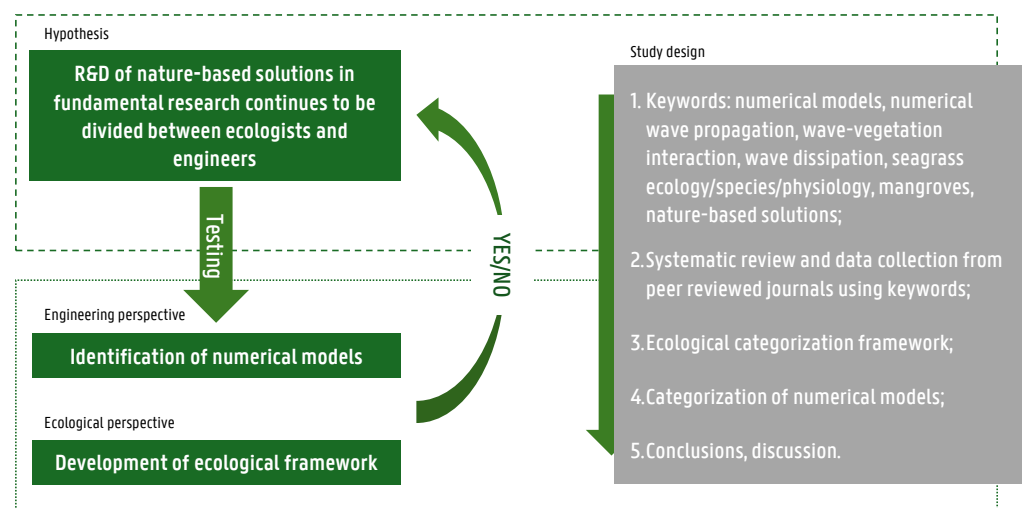 Hypothesis
R&D of nature-based solutions in
fundamental research continues to be
divided between ecologists and
engineers
Testing
YES/NO
Engineering perspective
Identification of numerical models
Ecological perspective
Development of ecological framework
Study design
1. Keywords: numerical models, numerical
wave propagation, wave-vegetation
interaction, wave dissipation, seagrass
ecology/species/physiology, mangroves,
nature-based solutions;
2. Systematic review and data collection from
peer reviewed journals using keywords;
3. Ecological categorization framework;
4. Categorization of numerical models;
5. Conclusions, discussion.